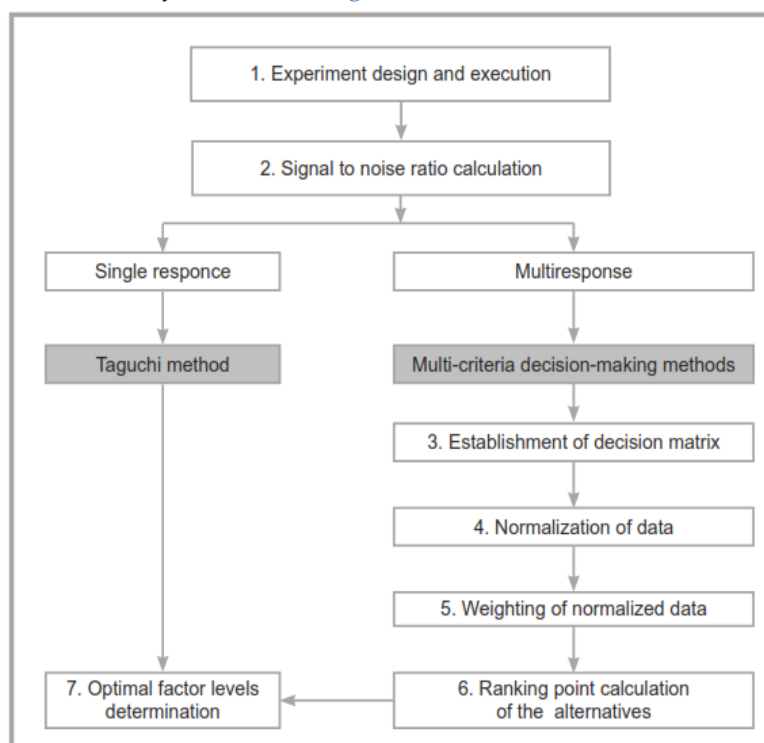 1. Experiment design and execution
2. Signal to noise ratio calculation
Single responce
Multiresponse
Taguchi method
Multi-criteria decision-making methods
3. Establishment of decision matrix
4. Normalization of data
5. Weighting of normalized data
7. Optimal factor levels
determination
6. Ranking point calculation
of the alternatives